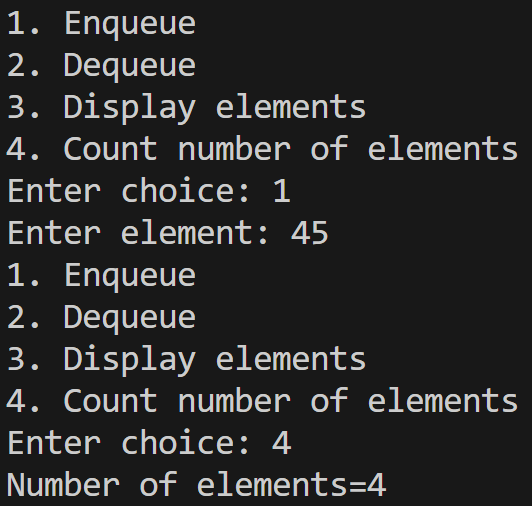 1. Enqueue
2. Dequeue
3. Display elements
4. Count number of elements
Enter choice: 1
Enter element: 45
1. Enqueue
2. Dequeue
3. Display elements
4. Count number of elements
Enter choice: 4
Number of elements=4